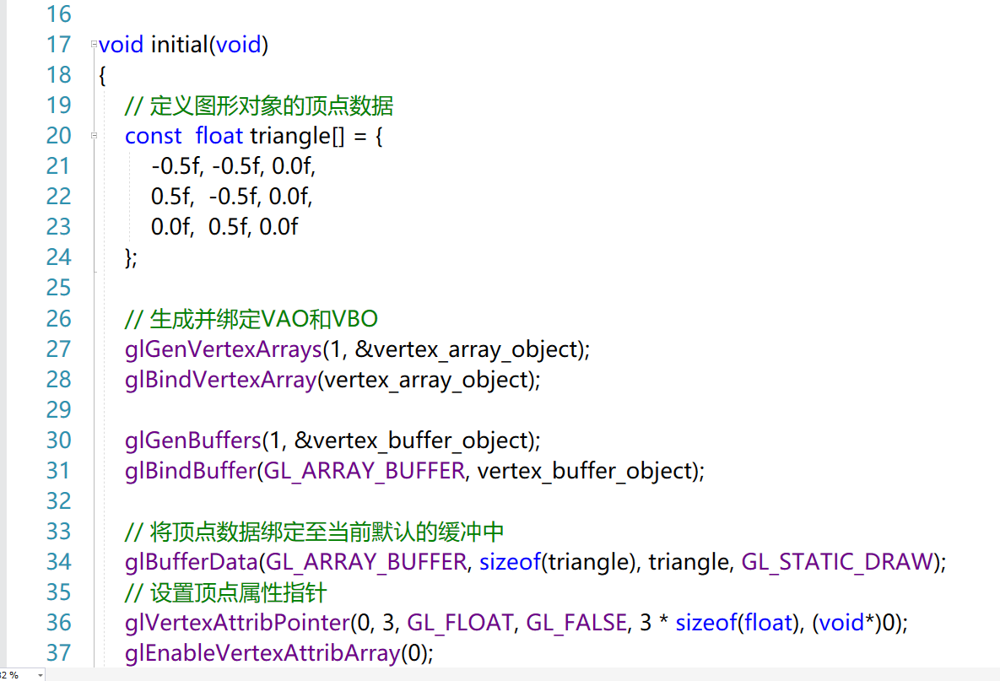 16
17 void initial(void)
18 {
19 // 定义图形对象的顶点数据
20 const  float triangle[] = {
21 -0.5f, -0.5f, 0.0f,
22 0.5f,  -0.5f, 0.0f,
23 0.0f,  0.5f, 0.0f
24 };
25
26 // 生成并绑定VAO和VBO
27 glGenVertexArrays(1, &vertex_array_object);
28 glBindVertexArray(vertex_array_object);
29
30 glGenBuffers(1, &vertex_buffer_object);
31 glBindBuffer(GL_ARRAY_BUFFER, vertex_buffer_object);
32
33 // 将顶点数据绑定至当前默认的缓冲中
34 glBufferData(GL_ARRAY_BUFFER, sizeof(triangle), triangle, GL_STATIC_DRAW);
35 // 设置顶点属性指针
36 glVertexAttribPointer(0, 3, GL_FLOAT, GL_FALSE, 3 * sizeof(float), (void*)0);
37 glEnableVertexAttribArray(0);